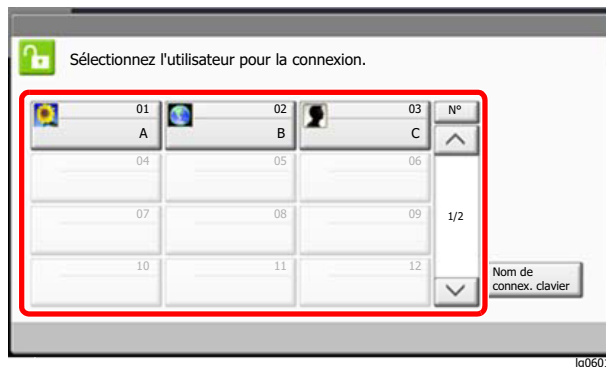 Sélectionnez l'utilisateur pour la connexion.
01 02 03 N°
A B C
04 05 06
07 08 09 1/2
10 11 12
Nom de
connex. clavier